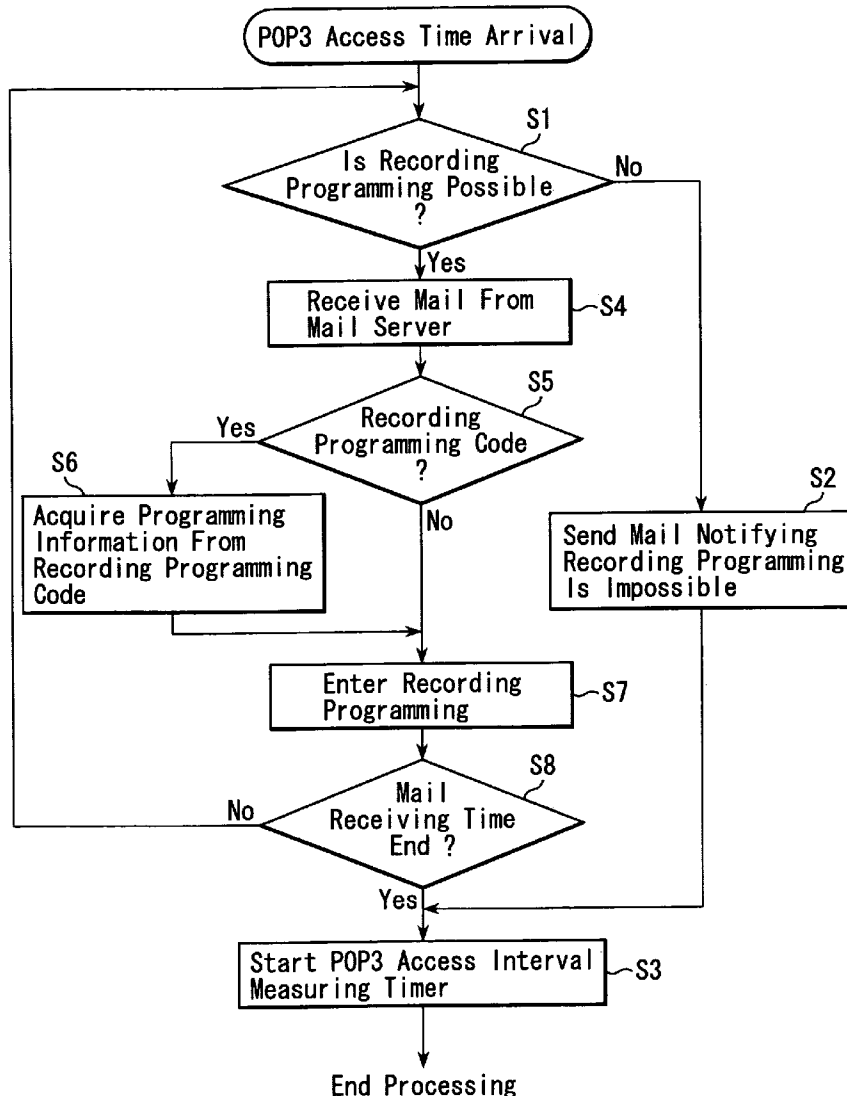 POP3 Access Time Arrival
S1
Is Recording
Programming Possible
?
No
Yes
Receive Mail From
Mail Server
S4
S5
Recording
Programming Code
?
Yes
No
S6
Acquire Programming
Information From
Recording Programming
Code
S2
Send Mail Notifying
Recording Programming
Is Impossible
Enter Recording
Programming
S7
S8
Mail
Receiving Time
End ?
No
Yes
Start POP3 Access Interval
Measuring Timer
S3
End Processing